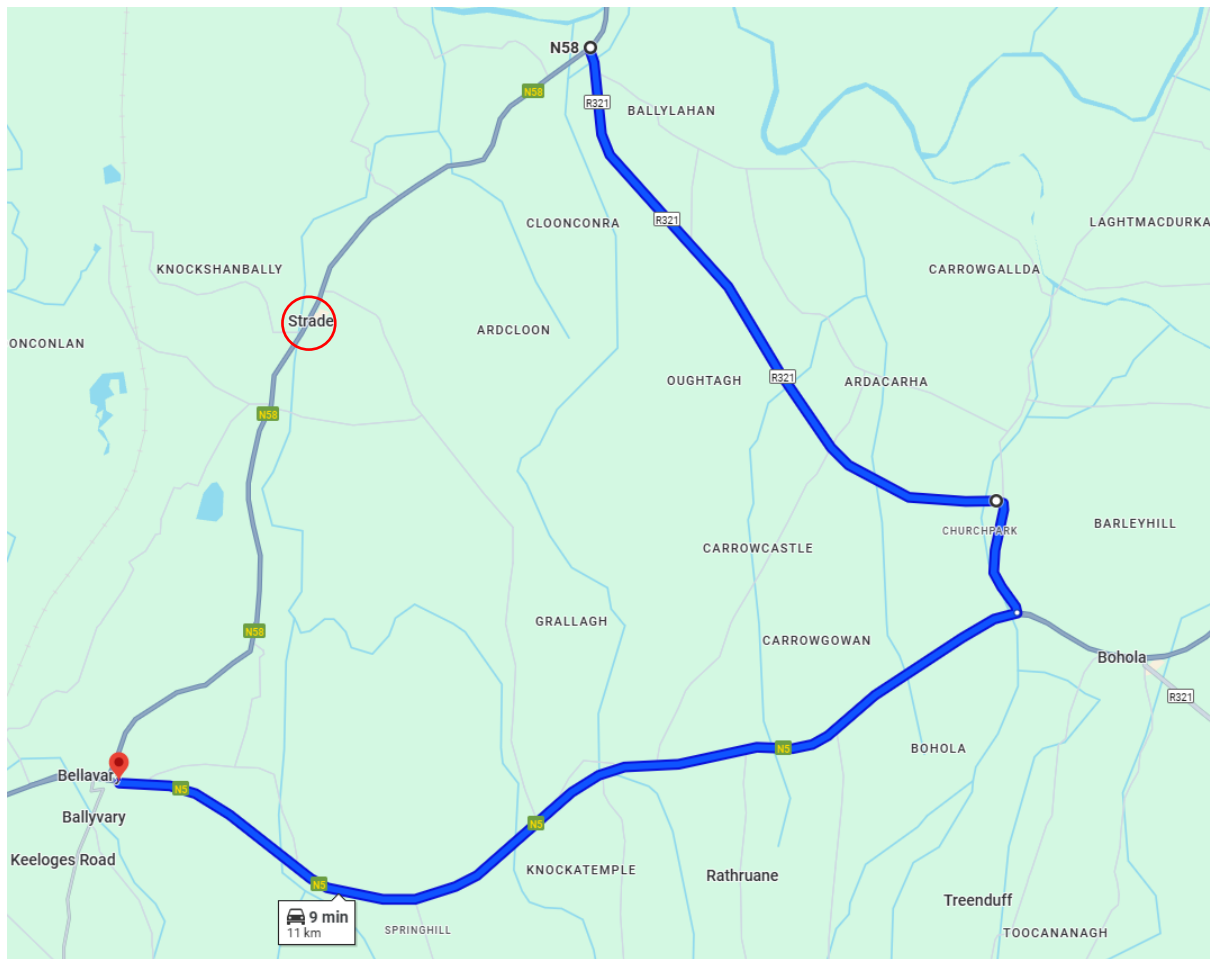 N58
N58
R321
BALLYLAHAN
R321
CLOONCONRA
LAGHTMACDURKA
KNOCKSHANBALLY
CARROWGALLDA
Strade
ARDCLOON
ONCONLAN
OUGHTAGH
R321
ARDACARHA
N58
CHURCHPARK
BARLEYHILL
CARROWCASTLE
GRALLAGH
N58
CARROWGOWAN
Bohola
R321
N5
BOHOLA
Bellavary
N5
Ballyvary
N5
Keeloges Road
KNOCKATEMPLE
Rathruane
N5
Treenduff
9 min
11 km
SPRINGHILL
TOOCANANAGH